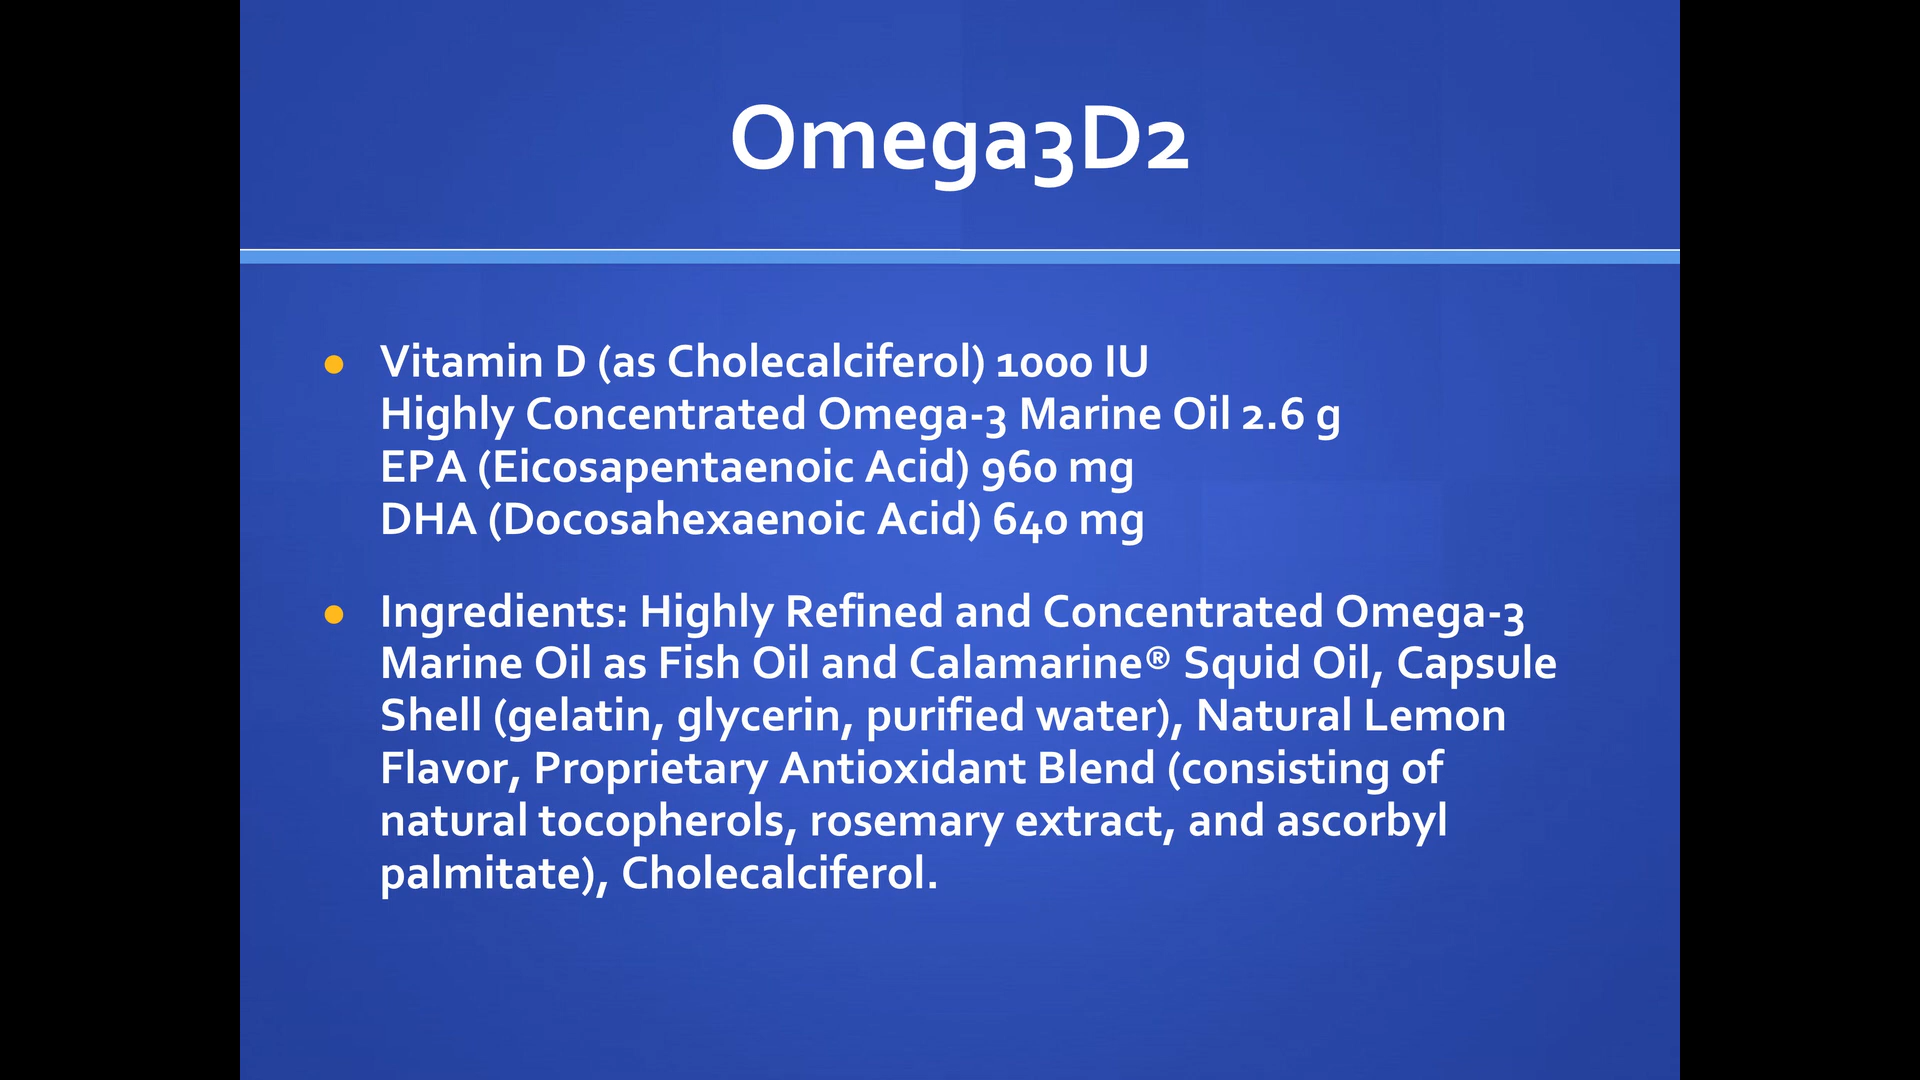 Omega3D2
Vitamin D (as Cholecalciferol) 1000 IU
Highly Concentrated Omega-3 Marine Oil 2.6 g
EPA (Eicosapentaenoic Acid) 960 mg
DHA (Docosahexaenoic Acid) 640 mg
Ingredients: Highly Refined and Concentrated Omega-3
Marine Oil as Fish Oil and Calamarine® Squid Oil, Capsule
Shell (gelatin, glycerin, purified water), Natural Lemon
Flavor, Proprietary Antioxidant Blend (consisting of
natural tocopherols, rosemary extract, and ascorbyl
palmitate), Cholecalciferol.